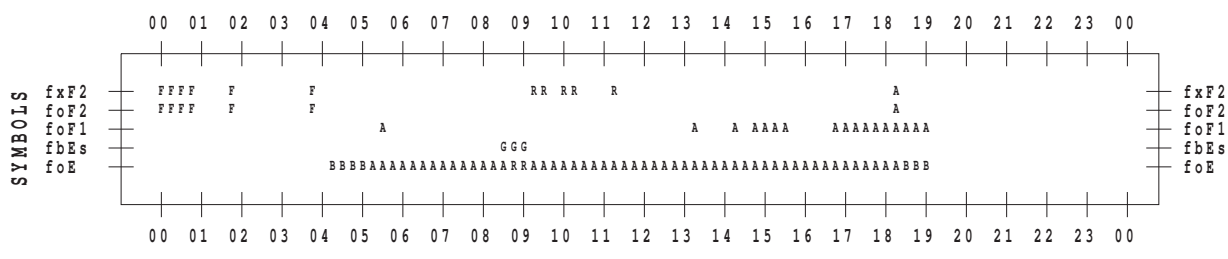 00 01 02 03 04 05 06 07 08 09 10 11 12 13 14 15 16 17 18 19 20 21 22 23 00
SYMBOLS
fxF2 FFFF F F RR RR R A fxF2
foF2 FFFF F F A foF2
foF1 A A A AAAA AAAAAAAAAA foF1
fbEs GGG fbEs
foE BBBBAAAAAAAAAAAAAARRAAAAAAAAAAAAAAAAAAAAAAAAAAAAAAAAAAAAABBB foE
00 01 02 03 04 05 06 07 08 09 10 11 12 13 14 15 16 17 18 19 20 21 22 23 00